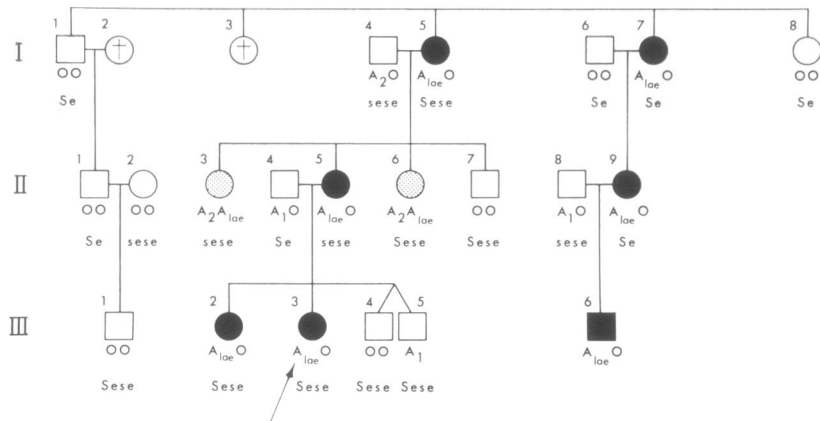 1 2 3 4 5 6 7 8
I
OO A₂O AlaeO OO AlaeO OO
Se sese Sese Se Se Se
1 2 3 4 5 6 7 8 9
II
OO OO A₂Alae A₁O AlaeO A₂Alae OO A₁O AlaeO
Se sese sese Se sese Sese Sese sese Se
1 2 3 4 5 6
III
OO AlaeO AlaeO OO A₁ AlaeO
Sese Sese Sese Sese Sese